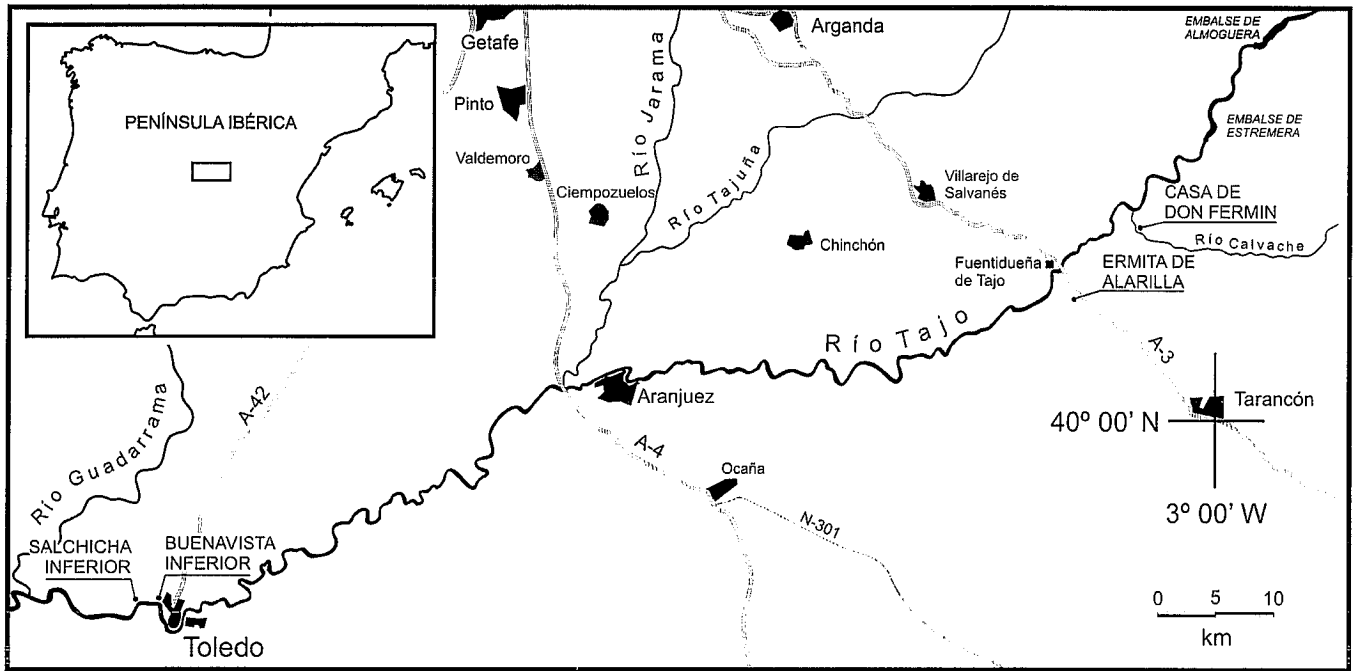 PENÍNSULA IBÉRICA
Getafe
Arganda
EMBALSE DE
ALMOGUERA
Pinto
EMBALSE DE
ESTREMERA
Río Jarama
Valdemoro
Ciempozuelos
Río Tajuña
Villarejo de
Salvanés
CASA DE
DON FERMIN
Río Calvache
Chinchón
Fuentidueña
de Tajo
ERMITA DE
ALARILLA
Río Tajo
A-3
Aranjuez
Tarancón
40º 00' N
3º 00' W
A-42
A-4
Ocaña
N-301
Río Guadarrama
SALCHICHA
INFERIOR
BUENAVISTA
INFERIOR
Toledo
0 5 10
km